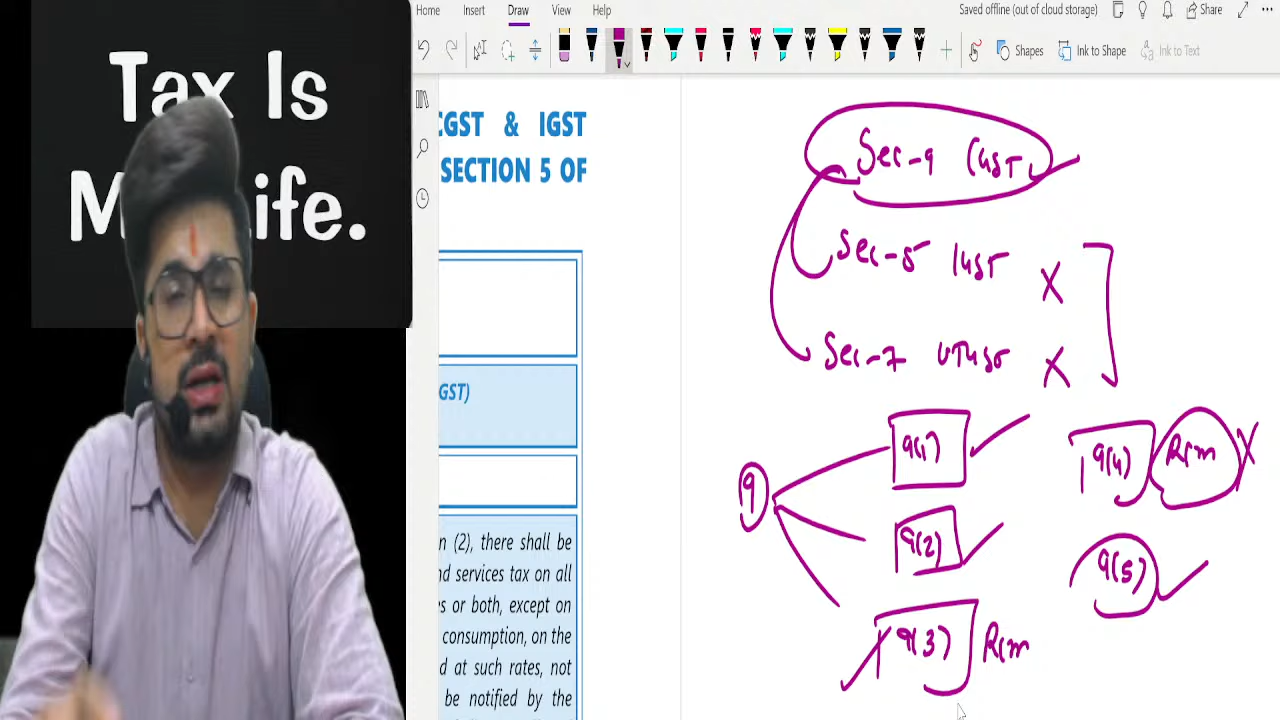 Tax Is
My Life.
Home Insert Draw View Help
Saved offline (out of cloud storage)
Share
Shapes
Ink to Shape
Ink to Text
CGST & IGST
SECTION 5 OF
GST)
n (2), there shall be
nd services tax on all
es or both, except on
consumption, on the
d at such rates, not
be notified by the
Sec-9 CGST
Sec-5 IGST X
Sec-7 UTGST X
9
9(1)
9(2)
9(3) RCM
9(4) RCM X
9(5)